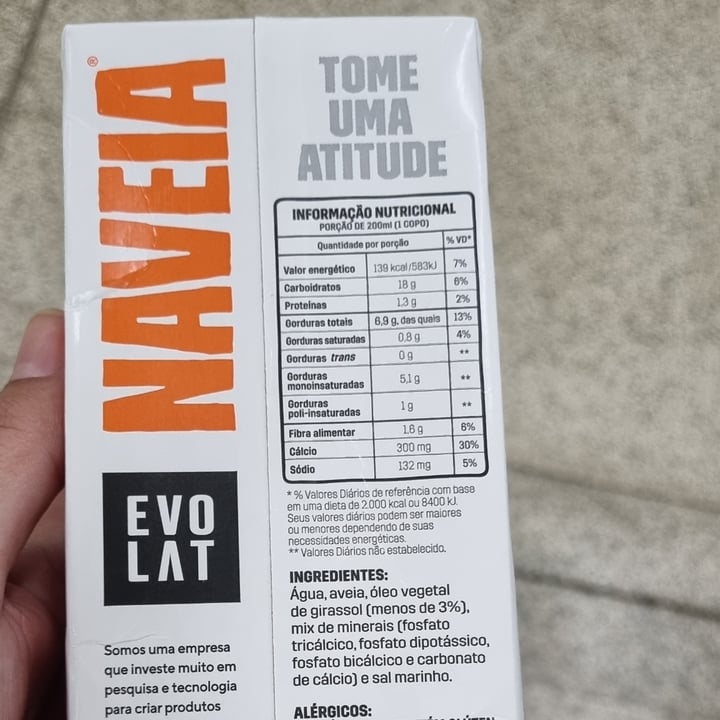 NAVEIA®
EVO
LAT
Somos uma empresa
que investe muito em
pesquisa e tecnologia
para criar produtos
TOME
UMA
ATITUDE
INFORMAÇÃO NUTRICIONAL
PORÇÃO DE 200ml (1 COPO)
Quantidade por porção % VD*
Valor energético 139 kcal/583kJ 7%
Carboidratos 18 g 6%
Proteínas 1,3 g 2%
Gorduras totais 6,9 g, das quais 13%
Gorduras saturadas 0,8 g 4%
Gorduras trans 0 g **
Gorduras
monoinsaturadas 5,1 g **
Gorduras
poli-insaturadas 1 g **
Fibra alimentar 1,6 g 6%
Cálcio 300 mg 30%
Sódio 132 mg 5%
* % Valores Diários de referência com base
em uma dieta de 2.000 kcal ou 8400 kJ.
Seus valores diários podem ser maiores
ou menores dependendo de suas
necessidades energéticas.
** Valores Diários não estabelecido.
INGREDIENTES:
Água, aveia, óleo vegetal
de girassol (menos de 3%),
mix de minerais (fosfato
tricálcico, fosfato dipotássico,
fosfato bicálcico e carbonato
de cálcio) e sal marinho.
ALÉRGICOS: